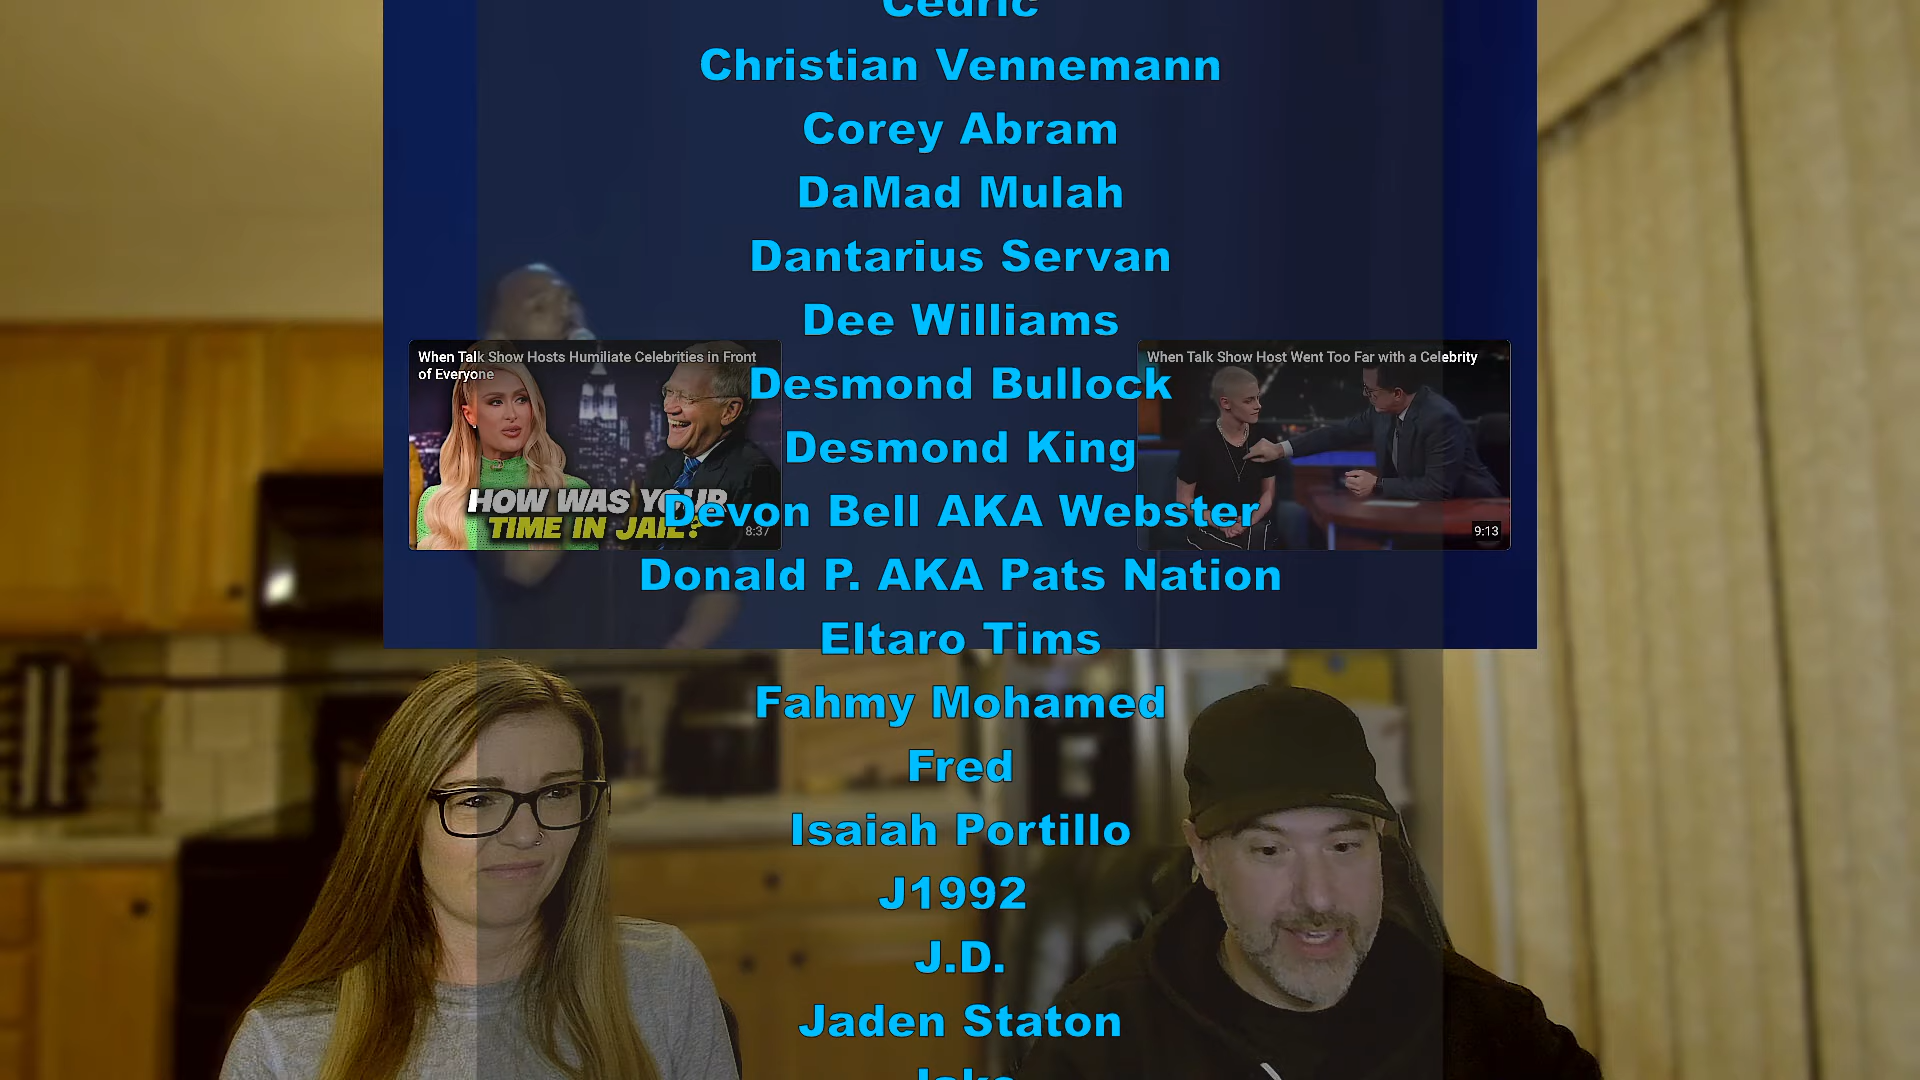 Cedric
Christian Vennemann
Corey Abram
DaMad Mulah
Dantarius Servan
Dee Williams
When Talk Show Hosts Humiliate Celebrities in Front
of Everyone
When Talk Show Host Went Too Far with a Celebrity
Desmond Bullock
Desmond King
HOW WAS YOUR
TIME IN JAIL?
8:37
Devon Bell AKA Webster
9:13
Donald P. AKA Pats Nation
Eltaro Tims
Fahmy Mohamed
Fred
Isaiah Portillo
J1992
J.D.
Jaden Staton
Jake